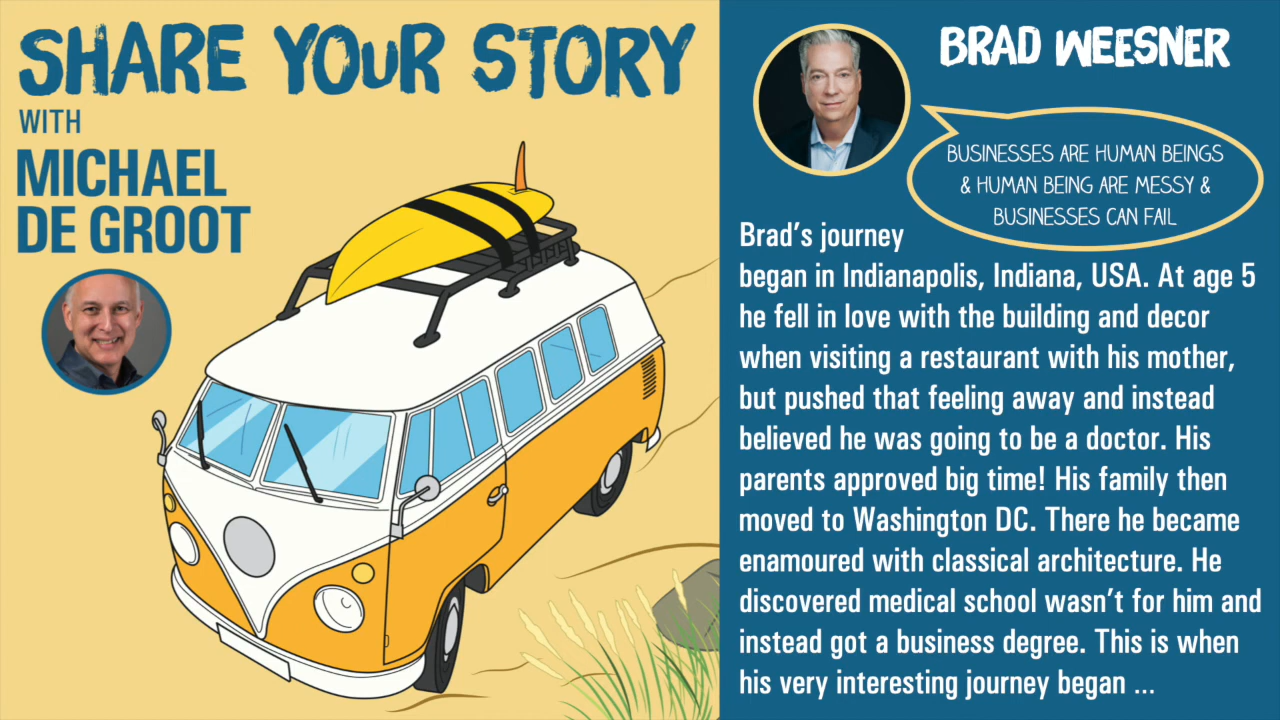 SHARE YOUR STORY
WITH
MICHAEL
DE GROOT
BRAD WEESNER
BUSINESSES ARE HUMAN BEINGS
& HUMAN BEING ARE MESSY &
BUSINESSES CAN FAIL
Brad's journey
began in Indianapolis, Indiana, USA. At age 5
he fell in love with the building and decor
when visiting a restaurant with his mother,
but pushed that feeling away and instead
believed he was going to be a doctor. His
parents approved big time! His family then
moved to Washington DC. There he became
enamoured with classical architecture. He
discovered medical school wasn't for him and
instead got a business degree. This is when
his very interesting journey began ...